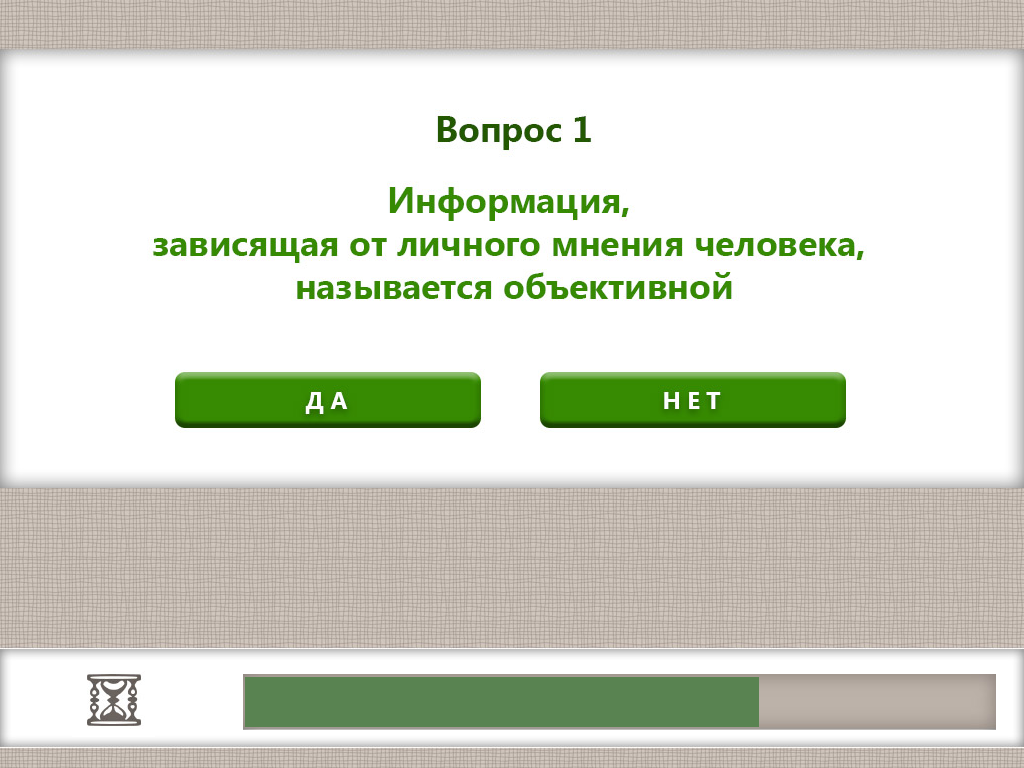 Вопрос 1
Информация,
зависящая от личного мнения человека,
называется объективной
ДА
НЕТ